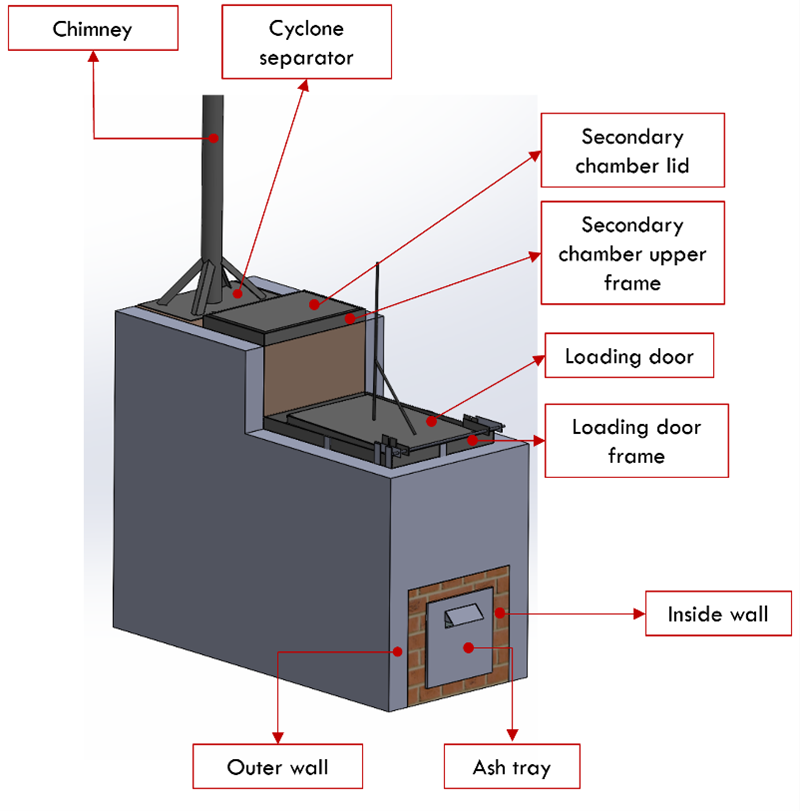 Chimney
Cyclone
separator
Secondary
chamber lid
Secondary
chamber upper
frame
Loading door
Loading door
frame
Inside wall
Outer wall
Ash tray